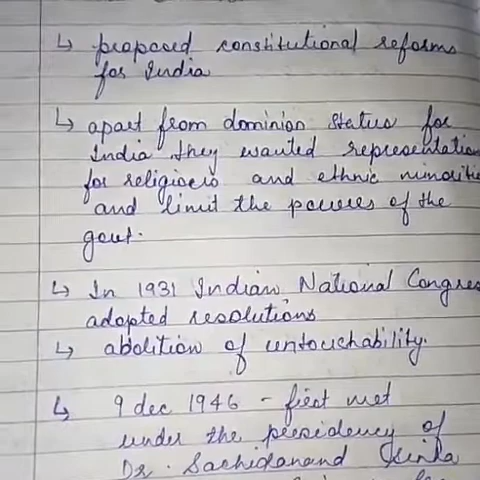 ↳ proposed constitutional reforms
for India
↳ apart from dominion status for
India they wanted representation
for religious and ethnic minorities
and limit the powers of the
govt.
↳ In 1931 Indian National Congress
adopted resolutions
↳ abolition of untouchability.
↳ 9 dec 1946 - first met
under the presidency of
Dr. Sachidanand Sinha